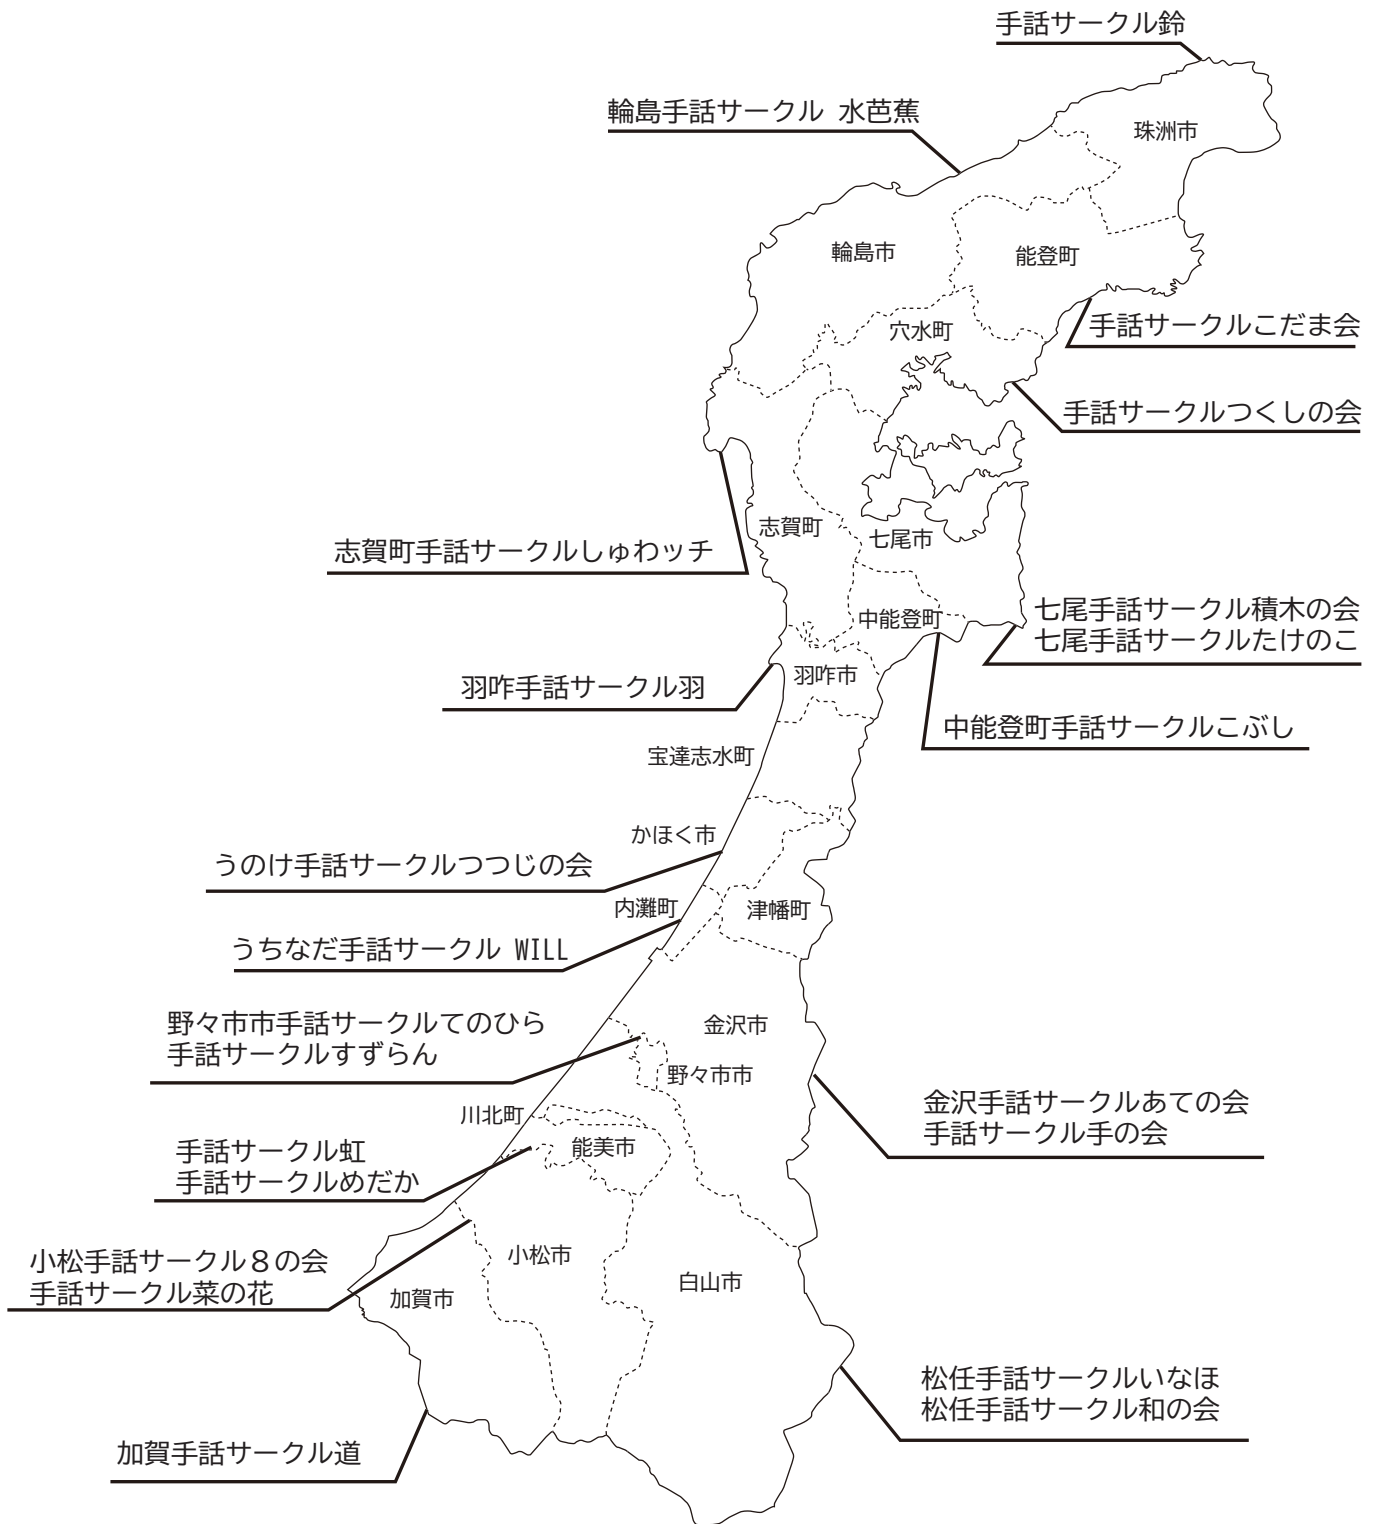 手話サークル鈴
輪島手話サークル 水芭蕉
珠洲市
輪島市
能登町
手話サークルこだま会
穴水町
手話サークルつくしの会
志賀町
七尾市
志賀町手話サークルしゅわッチ
七尾手話サークル積木の会
七尾手話サークルたけのこ
中能登町
羽咋市
羽咋手話サークル羽
中能登町手話サークルこぶし
宝達志水町
かほく市
うのけ手話サークルつつじの会
内灘町
津幡町
うちなだ手話サークル WILL
野々市市手話サークルてのひら
手話サークルすずらん
金沢市
野々市市
金沢手話サークルあての会
手話サークル手の会
川北町
能美市
手話サークル虹
手話サークルめだか
小松手話サークル８の会
手話サークル菜の花
小松市
白山市
加賀市
松任手話サークルいなほ
松任手話サークル和の会
加賀手話サークル道